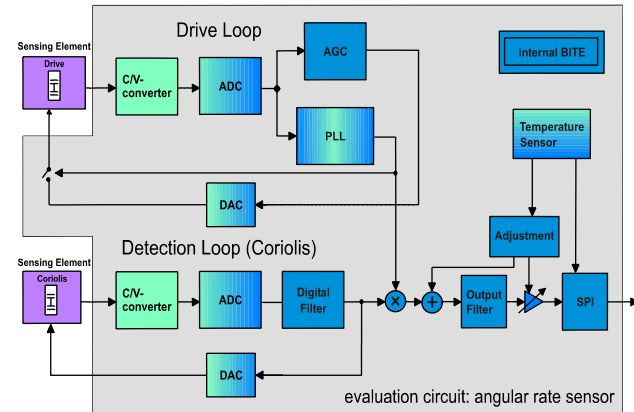 Drive Loop
Sensing Element
Drive
C/V-
converter
ADC
AGC
PLL
DAC
internal BITE
Temperature
Sensor
Adjustment
Detection Loop (Coriolis)
Sensing Element
Coriolis
C/V-
converter
ADC
Digital
Filter
×
+
Output
Filter
SPI
DAC
evaluation circuit: angular rate sensor